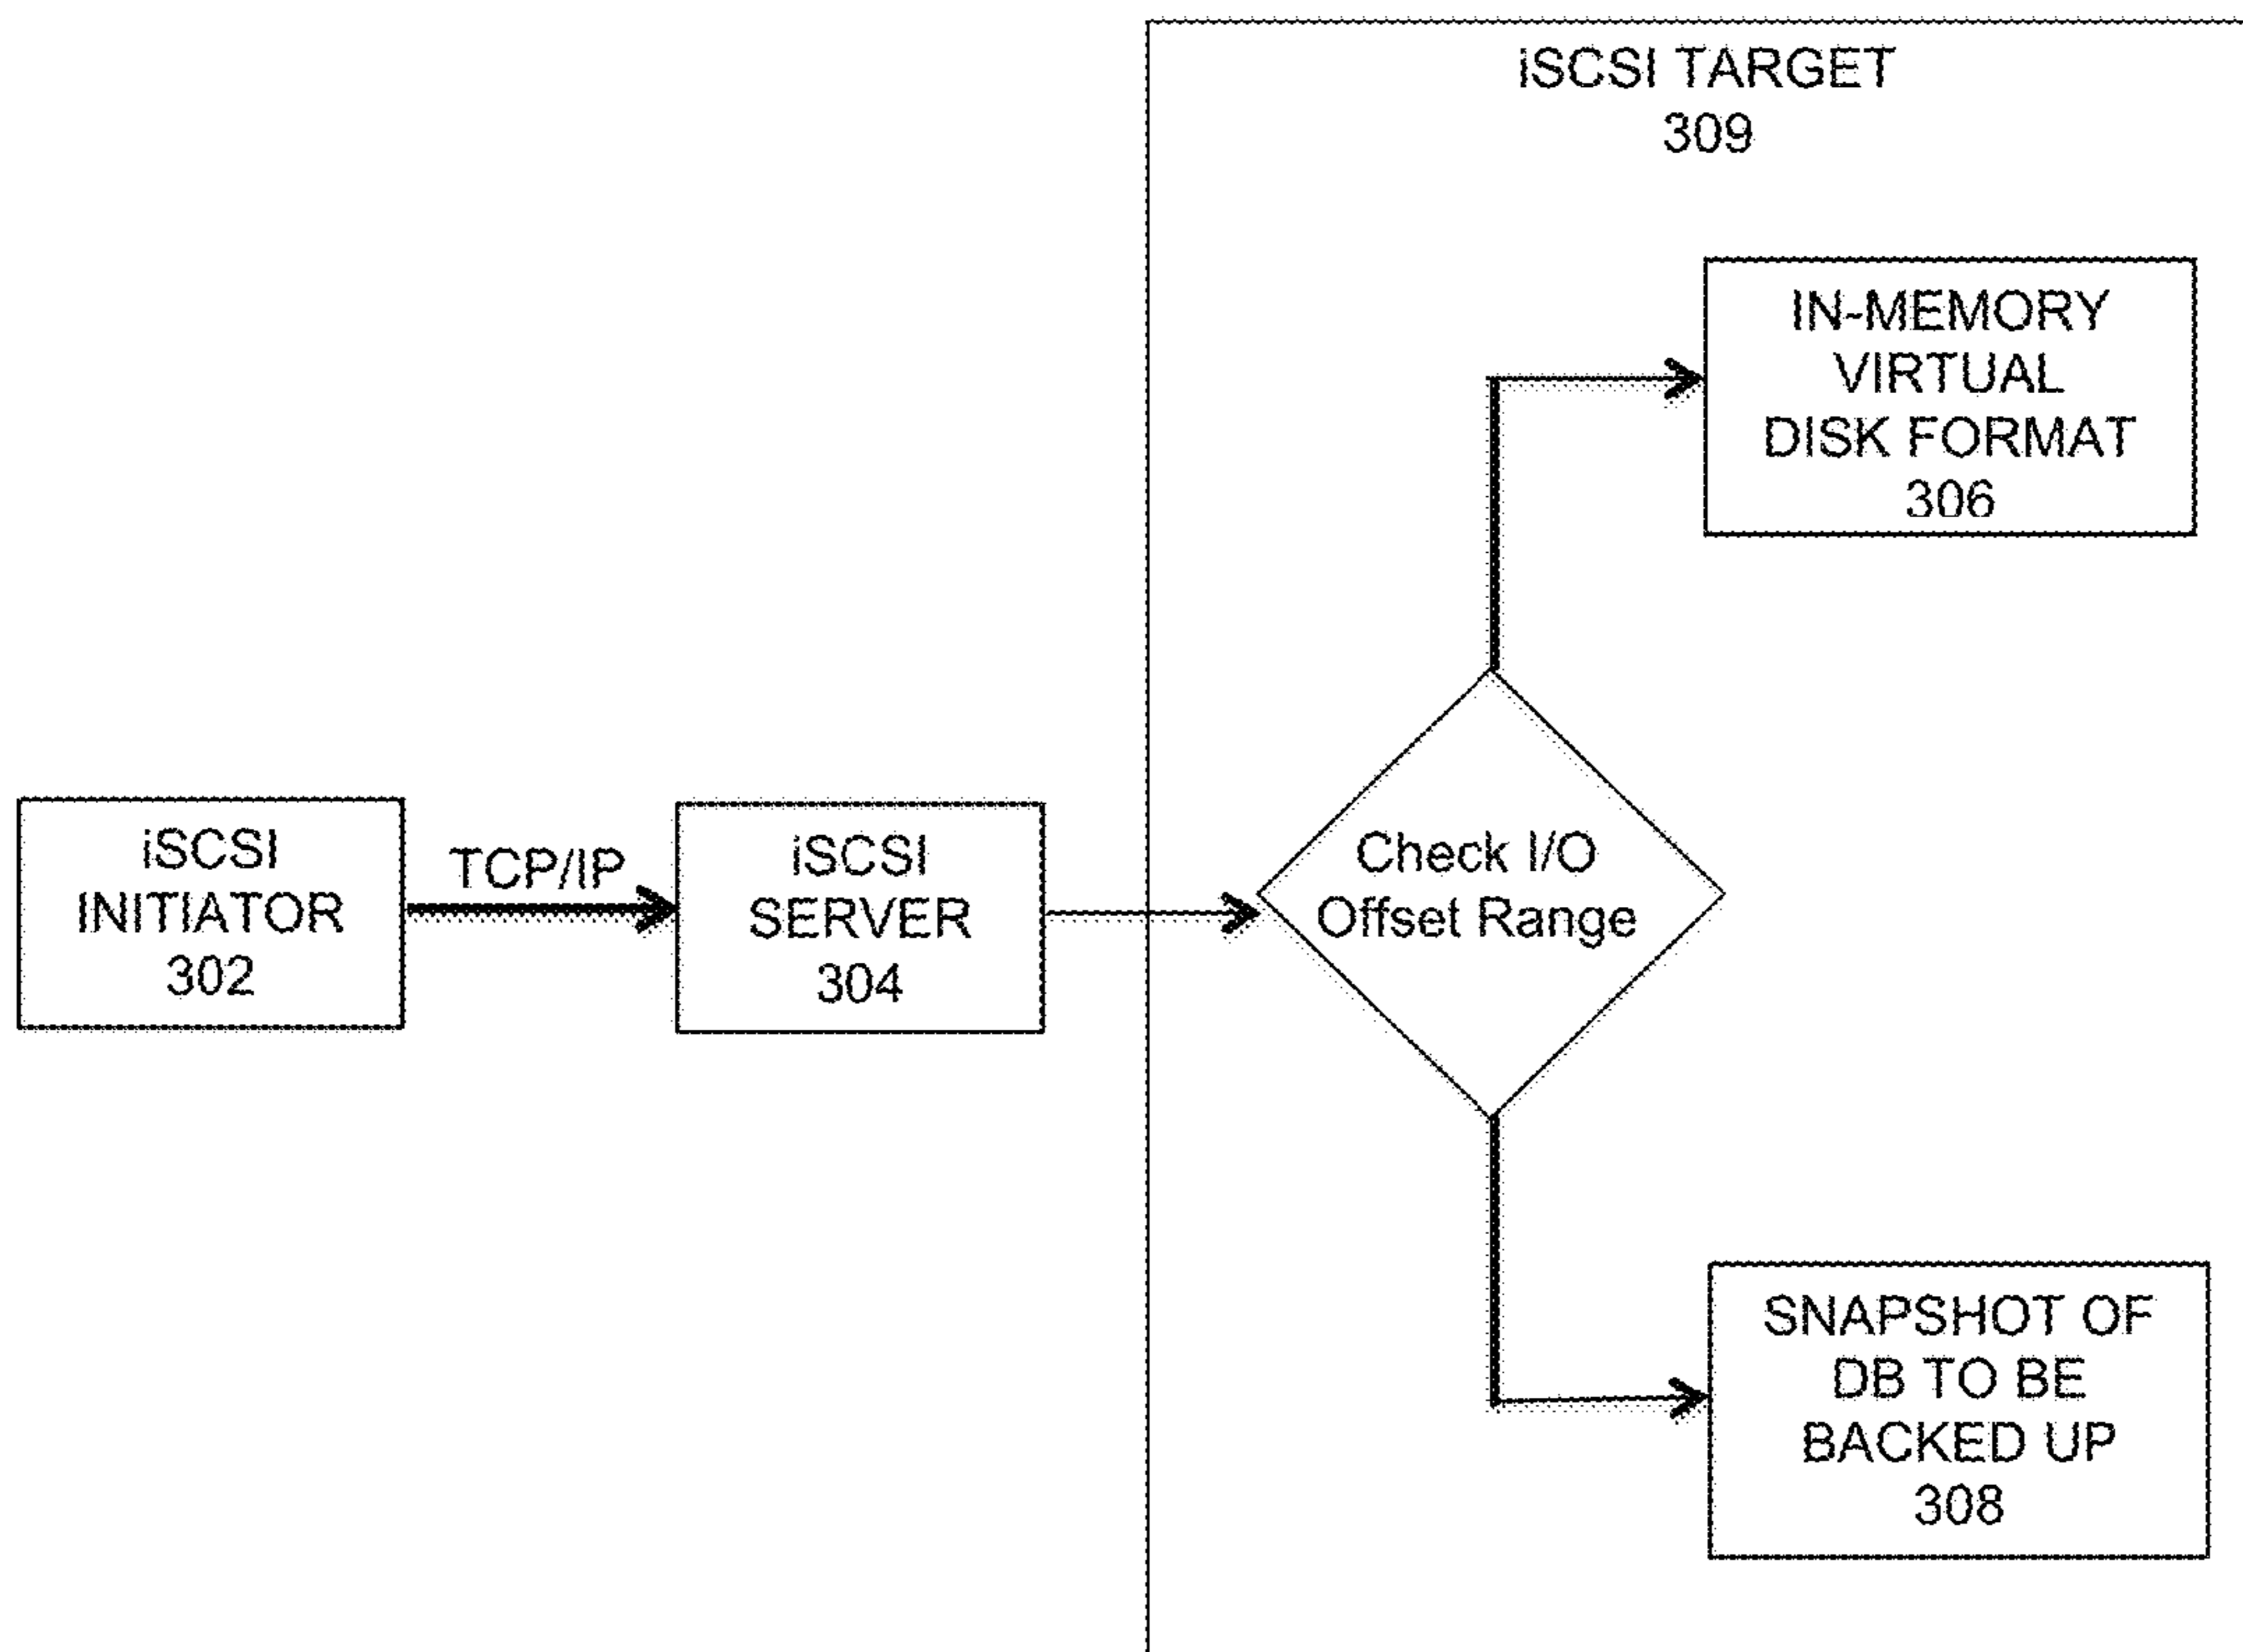 iSCSI TARGET
309
IN-MEMORY
VIRTUAL
DISK FORMAT
306
iSCSI
INITIATOR
302
TCP/IP
iSCSI
SERVER
304
Check I/O
Offset Range
SNAPSHOT OF
DB TO BE
BACKED UP
308